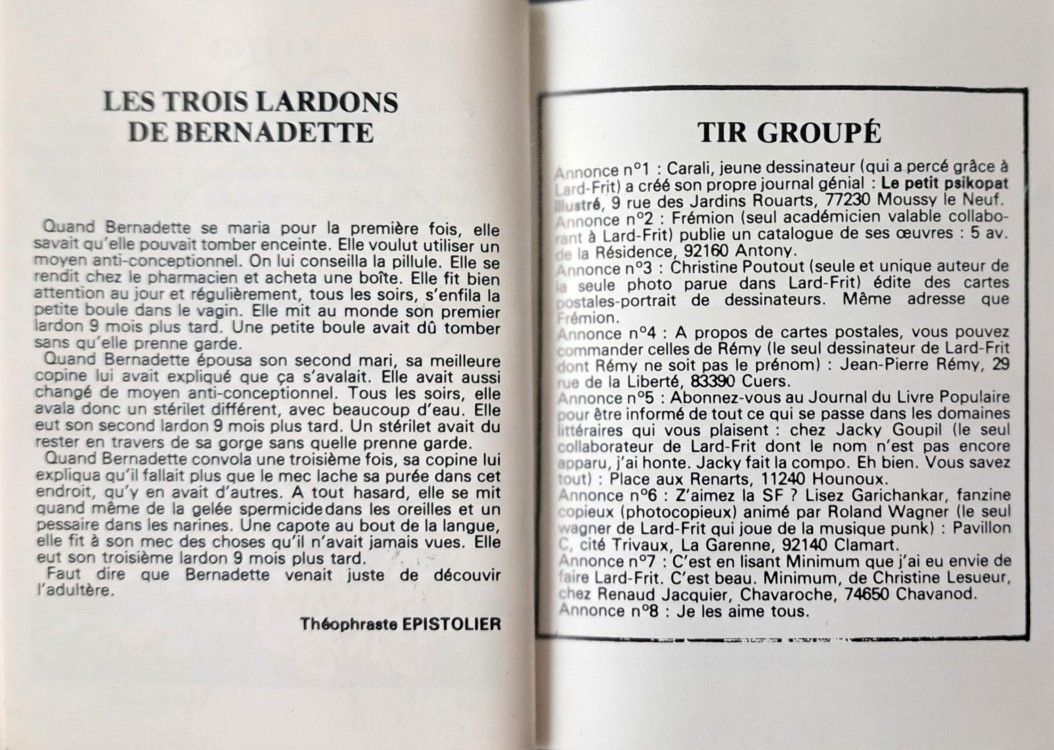 LES TROIS LARDONS
DE BERNADETTE
Quand Bernadette se maria pour la première fois, elle
savait qu'elle pouvait tomber enceinte. Elle voulut utiliser un
moyen anti-conceptionnel. On lui conseilla la pillule. Elle se
rendit chez le pharmacien et acheta une boîte. Elle fit bien
attention au jour et régulièrement, tous les soirs, s'enfila la
petite boule dans le vagin. Elle mit au monde son premier
lardon 9 mois plus tard. Une petite boule avait dû tomber
sans qu'elle prenne garde.
Quand Bernadette épousa son second mari, sa meilleure
copine lui avait expliqué que ça s'avalait. Elle avait aussi
changé de moyen anti-conceptionnel. Tous les soirs, elle
avala donc un stérilet différent, avec beaucoup d'eau. Elle
eut son second lardon 9 mois plus tard. Un stérilet avait du
rester en travers de sa gorge sans quelle prenne garde.
Quand Bernadette convola une troisième fois, sa copine lui
expliqua qu'il fallait plus que le mec lache sa purée dans cet
endroit, qu'y en avait d'autres. A tout hasard, elle se mit
quand même de la gelée spermicide dans les oreilles et un
pessaire dans les narines. Une capote au bout de la langue,
elle fit à son mec des choses qu'il n'avait jamais vues. Elle
eut son troisième lardon 9 mois plus tard.
Faut dire que Bernadette venait juste de découvir
l'adultère.
Théophraste EPISTOLIER
TIR GROUPÉ
Annonce n°1 : Carali, jeune dessinateur (qui a percé grâce à
Lard-Frit) a créé son propre journal génial : Le petit psikopat
illustré, 9 rue des Jardins Rouarts, 77230 Moussy le Neuf.
Annonce n°2 : Frémion (seul académicien valable collabo-
rant à Lard-Frit) publie un catalogue de ses œuvres : 5 av.
de la Résidence, 92160 Antony.
Annonce n°3 : Christine Poutout (seule et unique auteur de
la seule photo parue dans Lard-Frit) édite des cartes
postales-portrait de dessinateurs. Même adresse que
Frémion.
Annonce n°4 : A propos de cartes postales, vous pouvez
commander celles de Rémy (le seul dessinateur de Lard-Frit
dont Rémy ne soit pas le prénom) : Jean-Pierre Rémy, 29
rue de la Liberté, 83390 Cuers.
Annonce n°5 : Abonnez-vous au Journal du Livre Populaire
pour être informé de tout ce qui se passe dans les domaines
littéraires qui vous plaisent : chez Jacky Goupil (le seul
collaborateur de Lard-Frit dont le nom n'est pas encore
apparu, j'ai honte. Jacky fait la compo. Eh bien. Vous savez
tout) : Place aux Renarts, 11240 Hounoux.
Annonce n°6 : Z'aimez la SF ? Lisez Garichankar, fanzine
copieux (photocopieux) animé par Roland Wagner (le seul
wagner de Lard-Frit qui joue de la musique punk) : Pavillon
C, cité Trivaux, La Garenne, 92140 Clamart.
Annonce n°7 : C'est en lisant Minimum que j'ai eu envie de
faire Lard-Frit. C'est beau. Minimum, de Christine Lesueur,
chez Renaud Jacquier, Chavaroche, 74650 Chavanod.
Annonce n°8 : Je les aime tous.